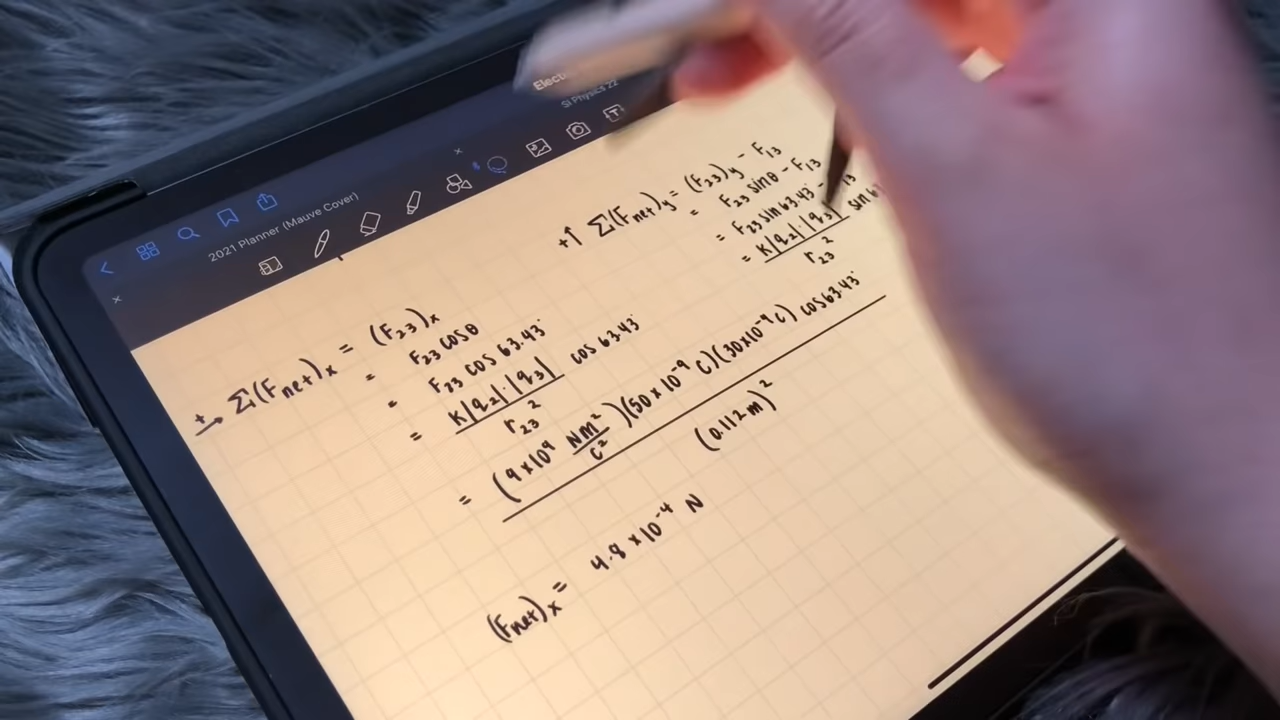 SI Physics 22
2021 Planner (Mauve Cover)
+→ Σ(Fnet)x = (F23)x
= F23 cosθ
= F23 cos 63.43°
= K|q2|·|q3| / r23² cos 63.43°
= (9×10⁹ Nm²/C²)(50×10⁻⁹ C)(30×10⁻⁹ C) cos 63.43° / (0.112m)²
(Fnet)x = 4.8 × 10⁻⁴ N
+↑ Σ(Fnet)y = (F23)y − F13
= F23 sinθ − F13
= F23 sin 63.43° −
= K|q2|·|q3| / r23² sin